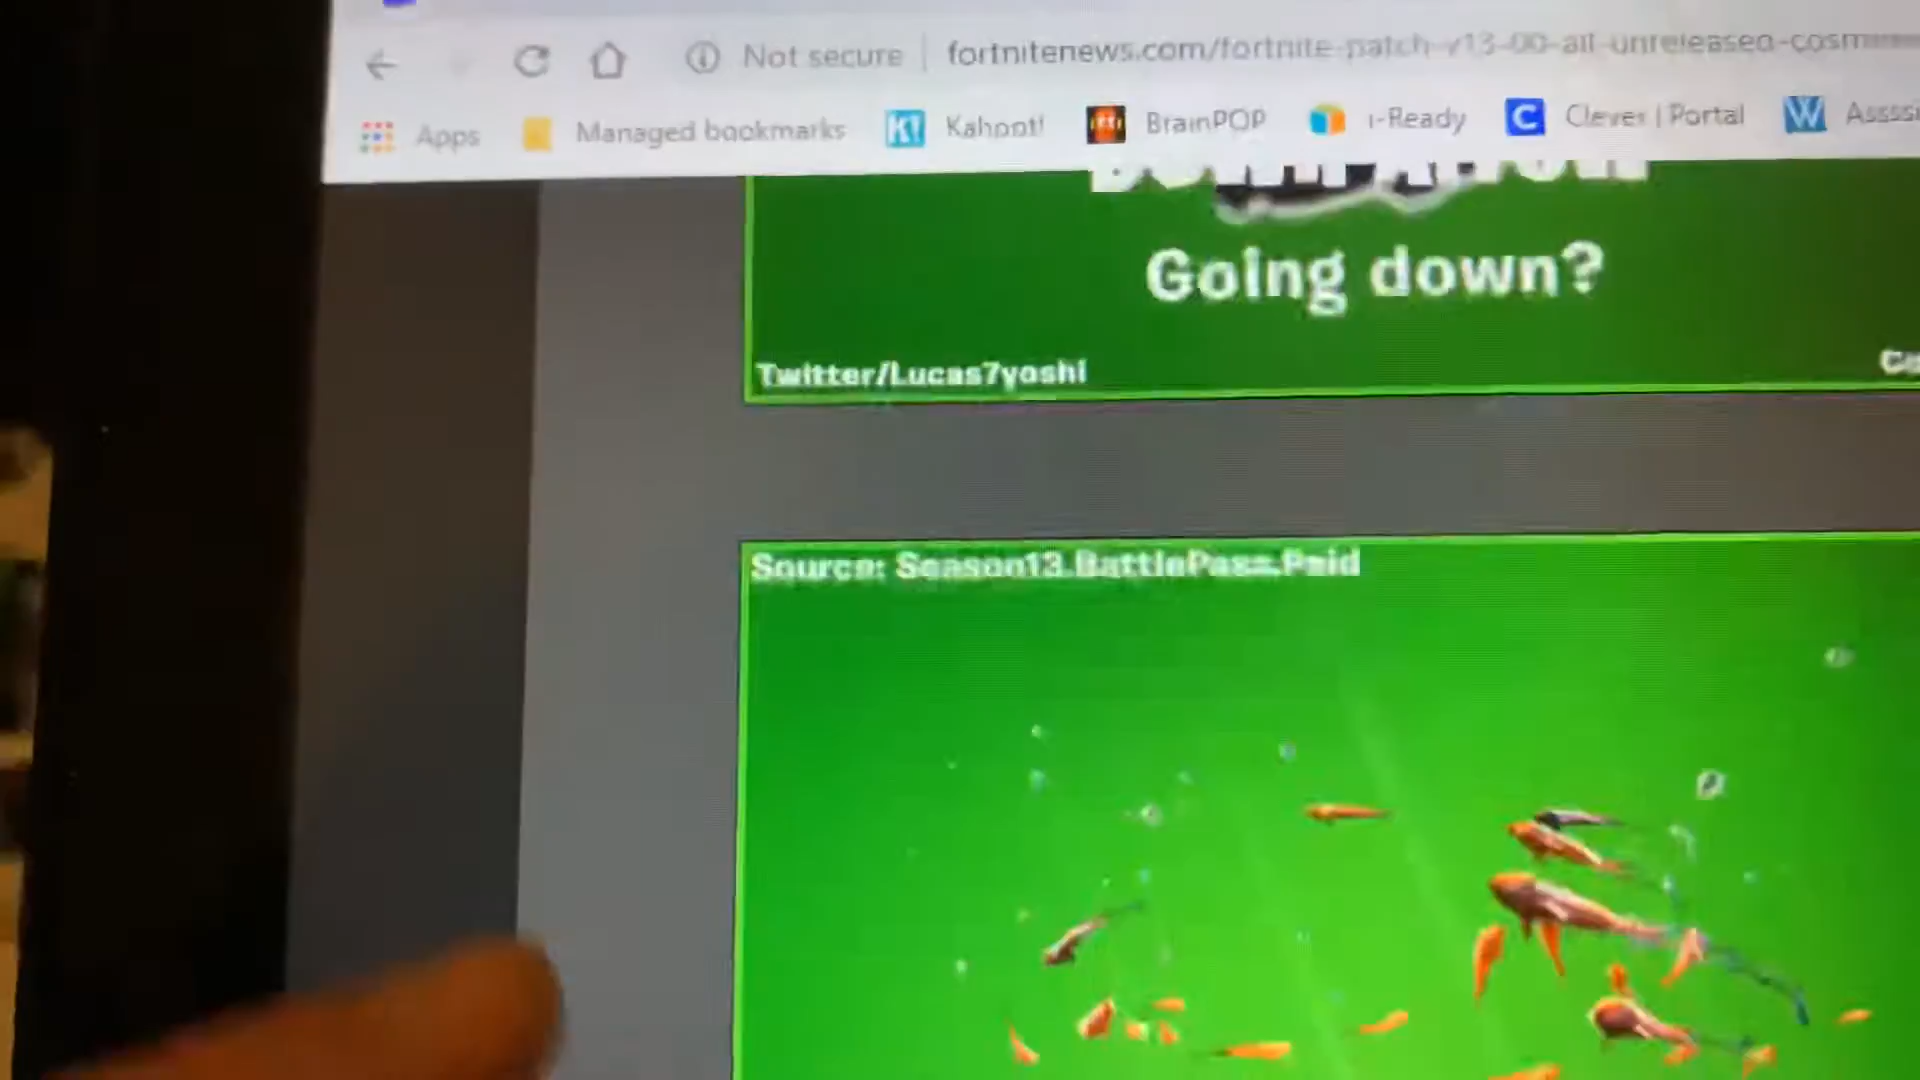 Not secure fortnitenews.com/fortnite-patch-v13-00-all-unreleased-cosm
Apps Managed bookmarks Kahoot! BrainPOP i-Ready Clever | Portal
Going down?
Twitter/Lucas7yoshi
Source: Season13.BattlePass.Paid